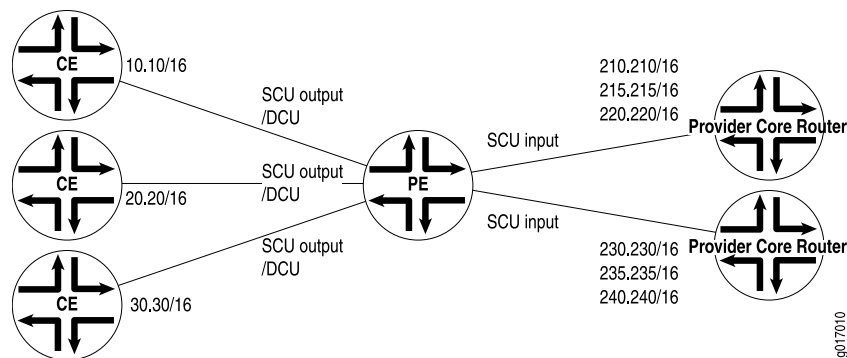 CE
10.10/16
SCU output
/DCU
CE
20.20/16
SCU output
/DCU
CE
30.30/16
SCU output
/DCU
PE
SCU input
210.210/16
215.215/16
220.220/16
Provider Core Router
SCU input
230.230/16
235.235/16
240.240/16
Provider Core Router
g017010